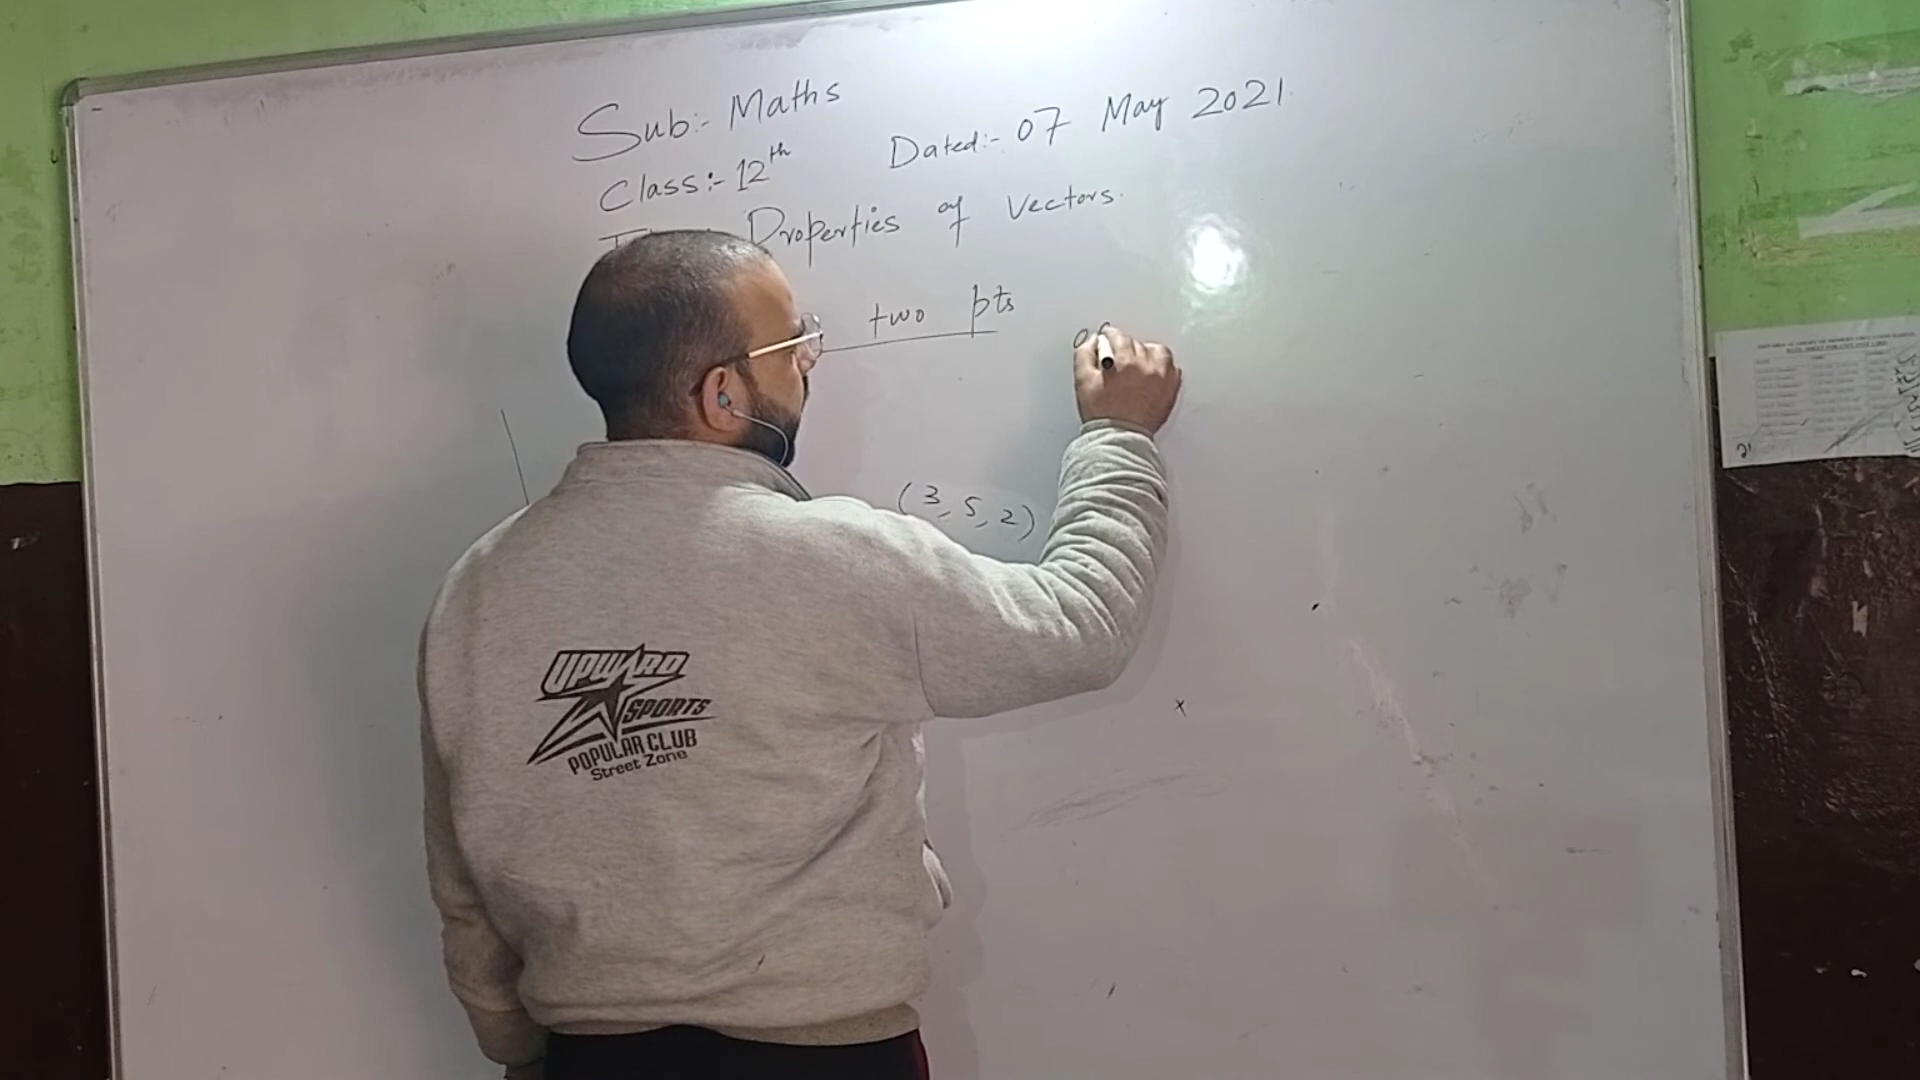 Sub:- Maths
Class:- 12th Dated:- 07 May 2021
Properties of Vectors.
two pts
(3, 5, 2)
UPWARD
SPORTS
POPULAR CLUB
Street Zone